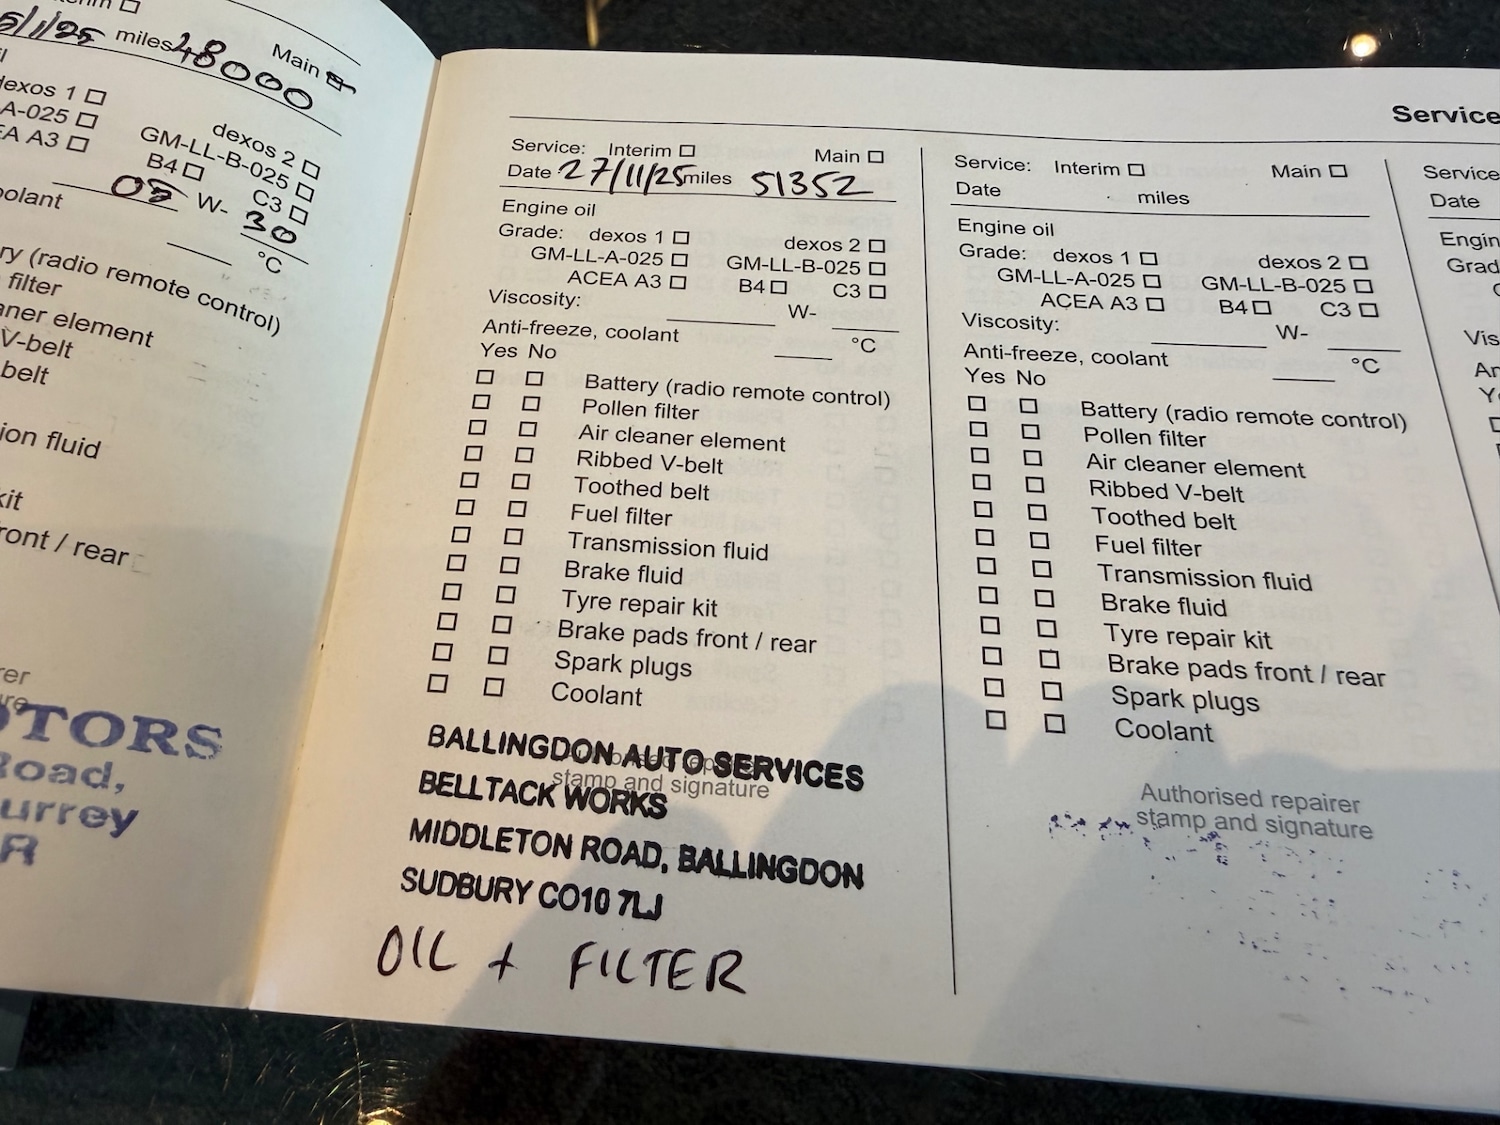 5/1/25 miles 48000 Main
dexos 1 dexos 2
A-025 GM-LL-B-025
A3 B4 C3
05 W- 30
°C
(radio remote control)
filter
element
V-belt
belt
fluid
kit
/ rear
Road,
Service
Service: Interim Main
Date 27/11/25 miles 51352
Engine oil
Grade: dexos 1 dexos 2
GM-LL-A-025 GM-LL-B-025
ACEA A3 B4 C3
Viscosity: W-
Anti-freeze, coolant °C
Yes No
Battery (radio remote control)
Pollen filter
Air cleaner element
Ribbed V-belt
Toothed belt
Fuel filter
Transmission fluid
Brake fluid
Tyre repair kit
Brake pads front / rear
Spark plugs
Coolant
Authorised repairer
stamp and signature
BALLINGDON AUTO SERVICES
BELLTACK WORKS
MIDDLETON ROAD, BALLINGDON
SUDBURY CO10 7LJ
OIL + FILTER
Service: Interim Main
Date miles
Engine oil
Grade: dexos 1 dexos 2
GM-LL-A-025 GM-LL-B-025
ACEA A3 B4 C3
Viscosity: W-
Anti-freeze, coolant °C
Yes No
Battery (radio remote control)
Pollen filter
Air cleaner element
Ribbed V-belt
Toothed belt
Fuel filter
Transmission fluid
Brake fluid
Tyre repair kit
Brake pads front / rear
Spark plugs
Coolant
Authorised repairer
stamp and signature
Service
Date